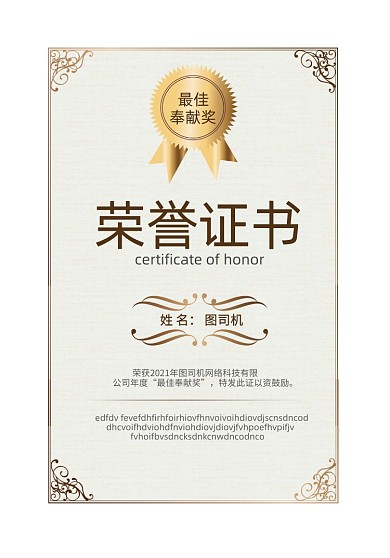 最佳
奉献奖
荣誉证书
certificate of honor
姓 名： 图司机
荣获2021年图司机网络科技有限
公司年度“最佳奉献奖”，特发此证以资鼓励。
edfdv fevefdhfirhfoirhiovfhnvoivoihdiovdjscnsdncod
dhcvoifhdviohdfnviohdiovjdiovjfvhpoefhvpifjv
fvhoifbvsdncksdnkcnwdncodnco